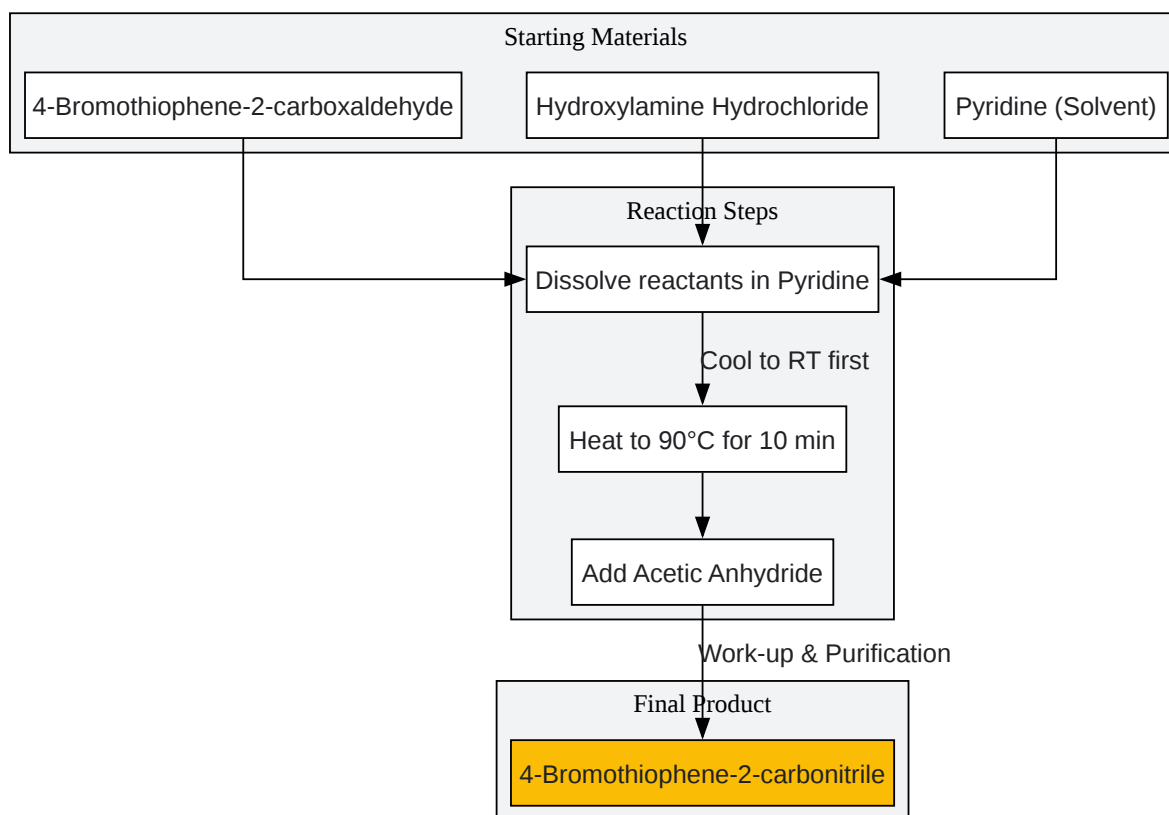 Starting Materials
4-Bromothiophene-2-carboxaldehyde
Hydroxylamine Hydrochloride
Pyridine (Solvent)
Reaction Steps
Dissolve reactants in Pyridine
Cool to RT first
Heat to 90°C for 10 min
Add Acetic Anhydride
Work-up & Purification
Final Product
4-Bromothiophene-2-carbonitrile